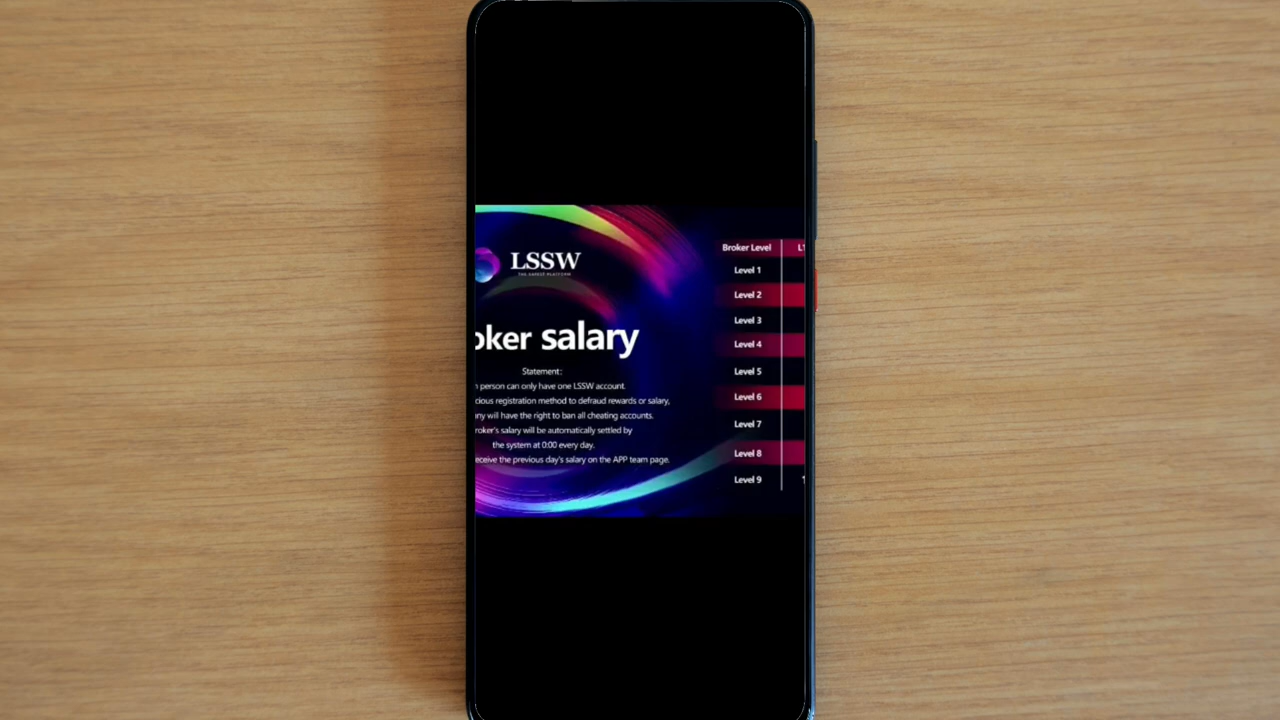 LSSW
THE SAFEST PLATFORM
oker salary
Statement:
person can only have one LSSW account.
cious registration method to defraud rewards or salary,
ny will have the right to ban all cheating accounts.
roker's salary will be automatically settled by
the system at 0:00 every day.
eceive the previous day's salary on the APP team page.
Broker Level
Level 1
Level 2
Level 3
Level 4
Level 5
Level 6
Level 7
Level 8
Level 9